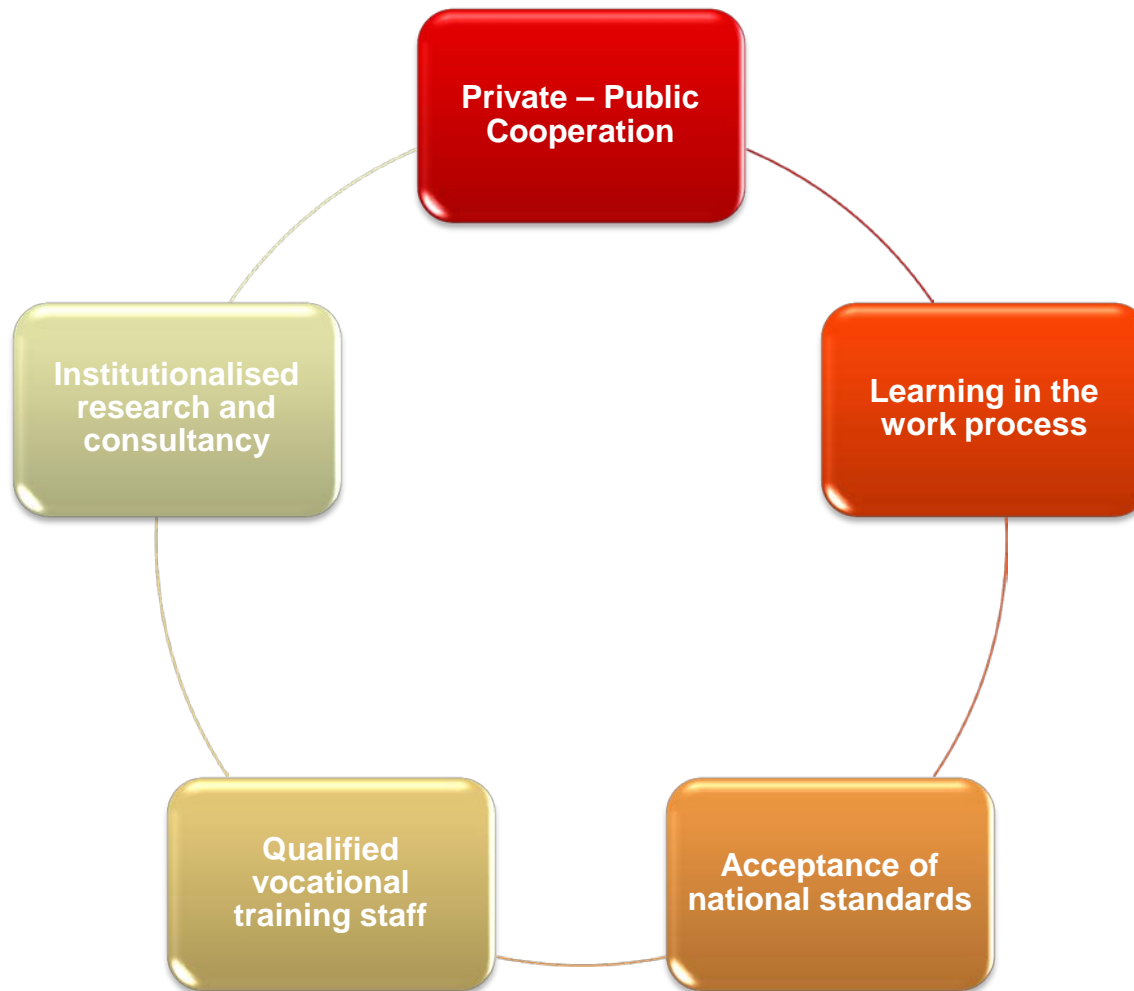 Private – Public
Cooperation
Learning in the
work process
Acceptance of
national standards
Qualified
vocational
training staff
Institutionalised
research and
consultancy